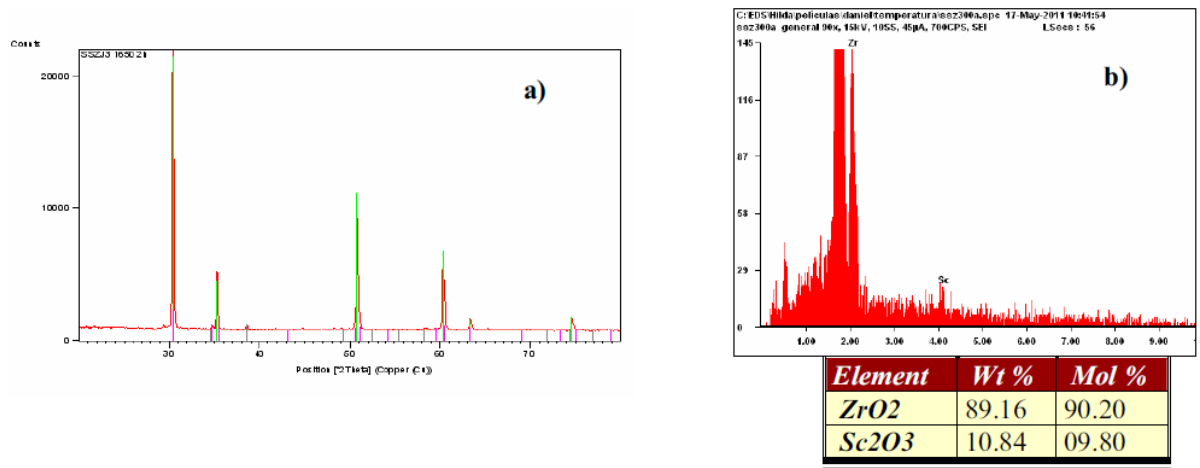 Counts
SSZJ3 1650 2h
a)
20000
10000
0
30 40 50 60 70
Position [°2Theta] (Copper (Cu))
C:\EDS\Hilda\peliculas\daniel\temperatura\ssz300a.spc 17-May-2011 10:41:54
ssz300a general 90x, 15kV, 10SS, 45µA, 700CPS, SEI LSecs : 56
b)
145
116
87
58
29
0
Zr
Sc
1.00 2.00 3.00 4.00 5.00 6.00 7.00 8.00 9.00
Element Wt % Mol %
ZrO2 89.16 90.20
Sc2O3 10.84 09.80